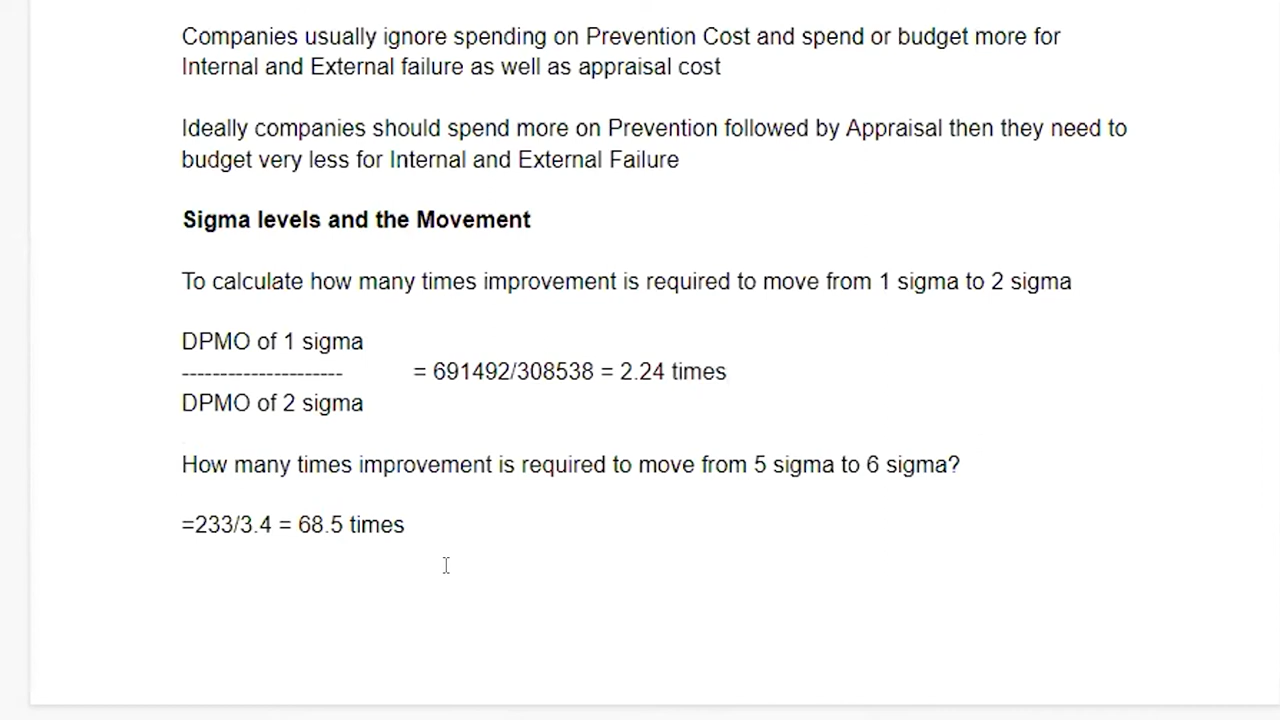 Companies usually ignore spending on Prevention Cost and spend or budget more for
Internal and External failure as well as appraisal cost
Ideally companies should spend more on Prevention followed by Appraisal then they need to
budget very less for Internal and External Failure
Sigma levels and the Movement
To calculate how many times improvement is required to move from 1 sigma to 2 sigma
DPMO of 1 sigma
--------------------- = 691492/308538 = 2.24 times
DPMO of 2 sigma
How many times improvement is required to move from 5 sigma to 6 sigma?
=233/3.4 = 68.5 times